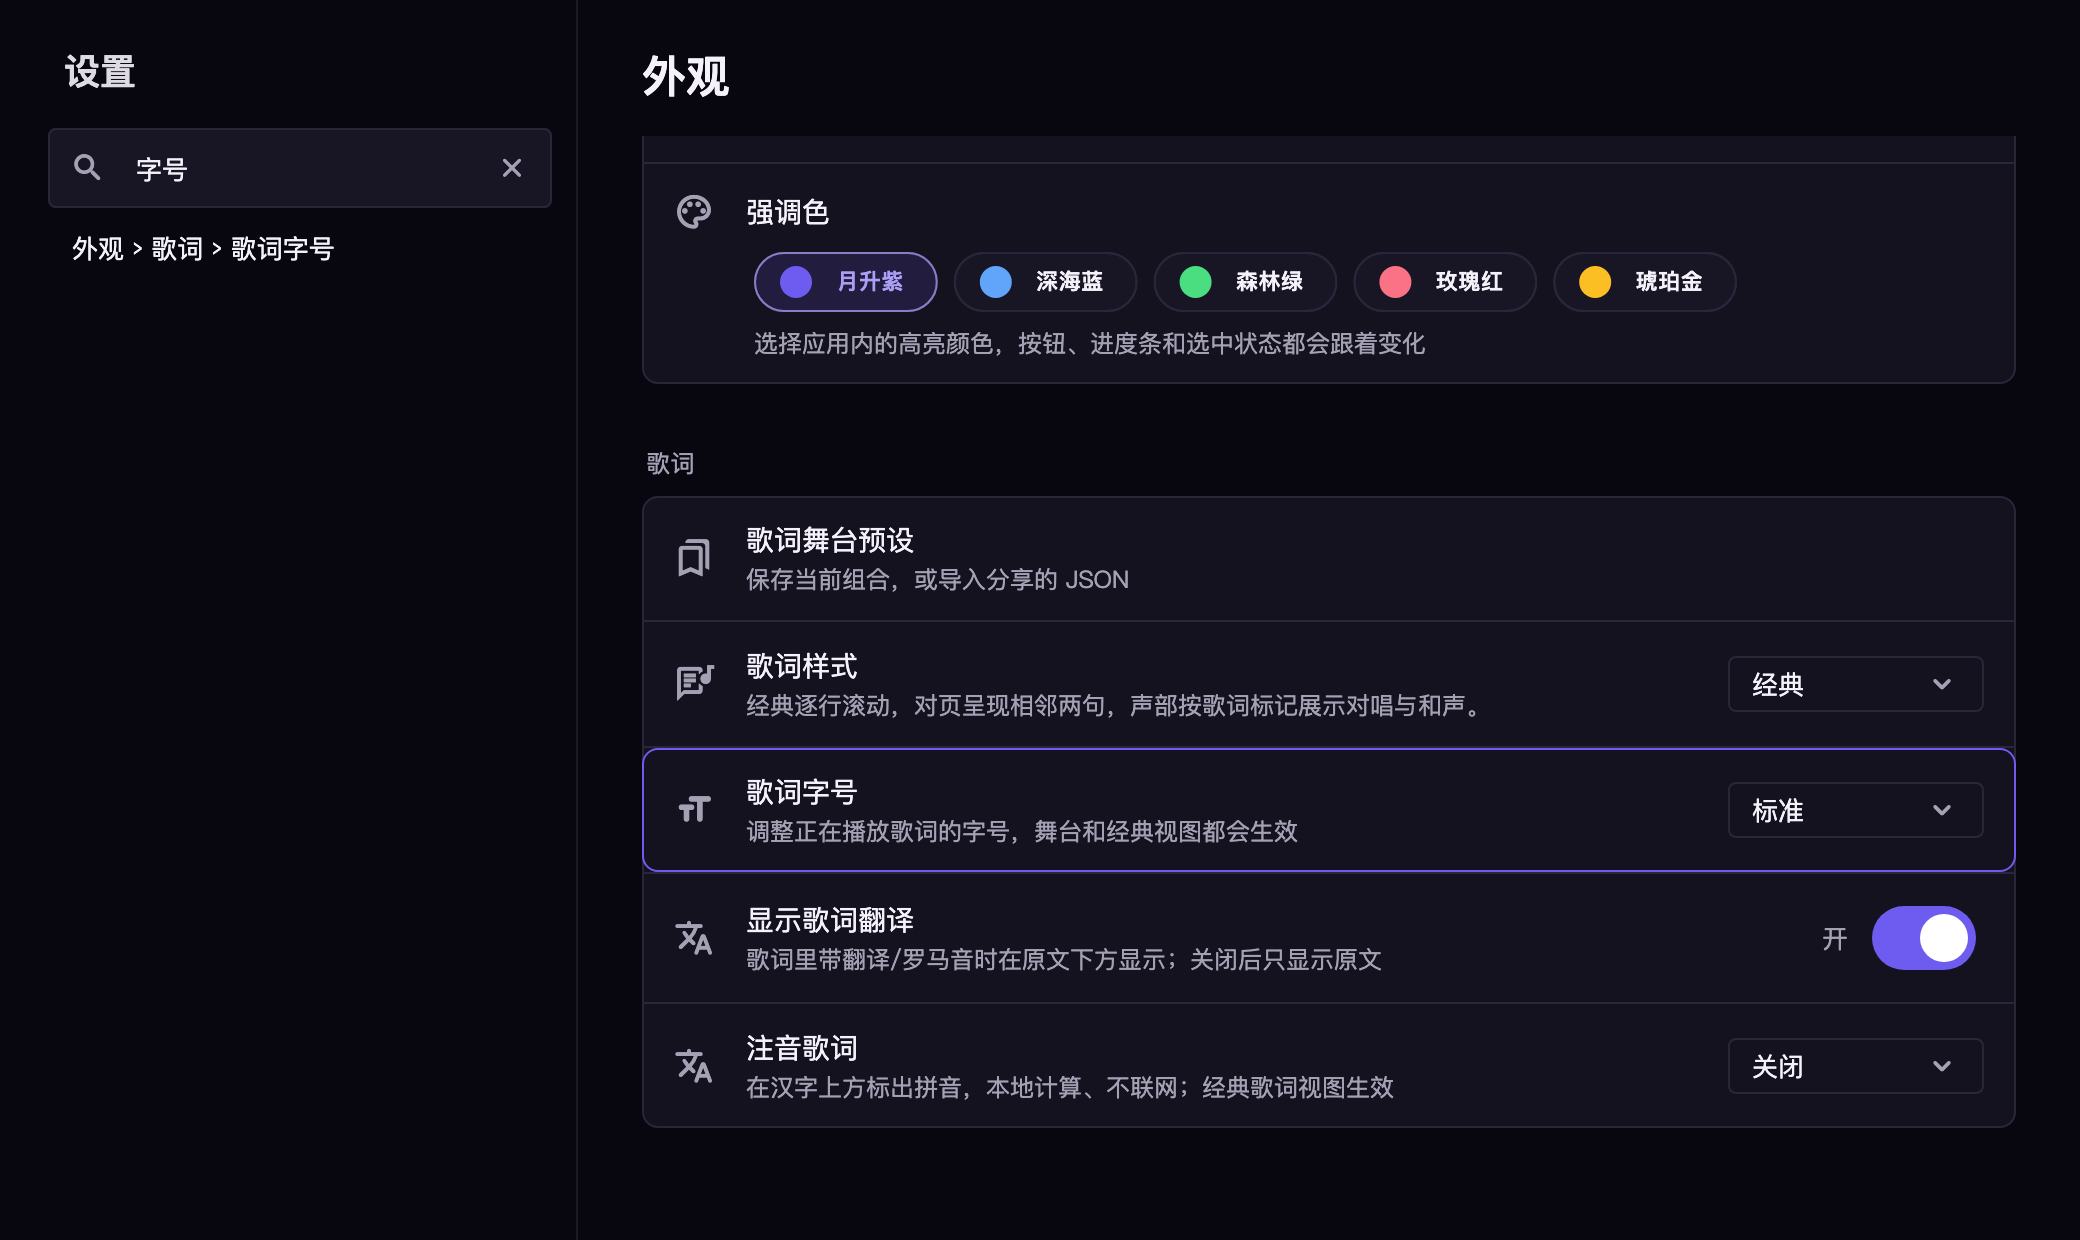 设置
字号
外观 › 歌词 › 歌词字号
外观
强调色
月升紫
深海蓝
森林绿
玫瑰红
琥珀金
选择应用内的高亮颜色，按钮、进度条和选中状态都会跟着变化
歌词
歌词舞台预设
保存当前组合，或导入分享的 JSON
歌词样式
经典逐行滚动，对页呈现相邻两句，声部按歌词标记展示对唱与和声。
经典
歌词字号
调整正在播放歌词的字号，舞台和经典视图都会生效
标准
显示歌词翻译
歌词里带翻译/罗马音时在原文下方显示；关闭后只显示原文
开
注音歌词
在汉字上方标出拼音，本地计算、不联网；经典歌词视图生效
关闭